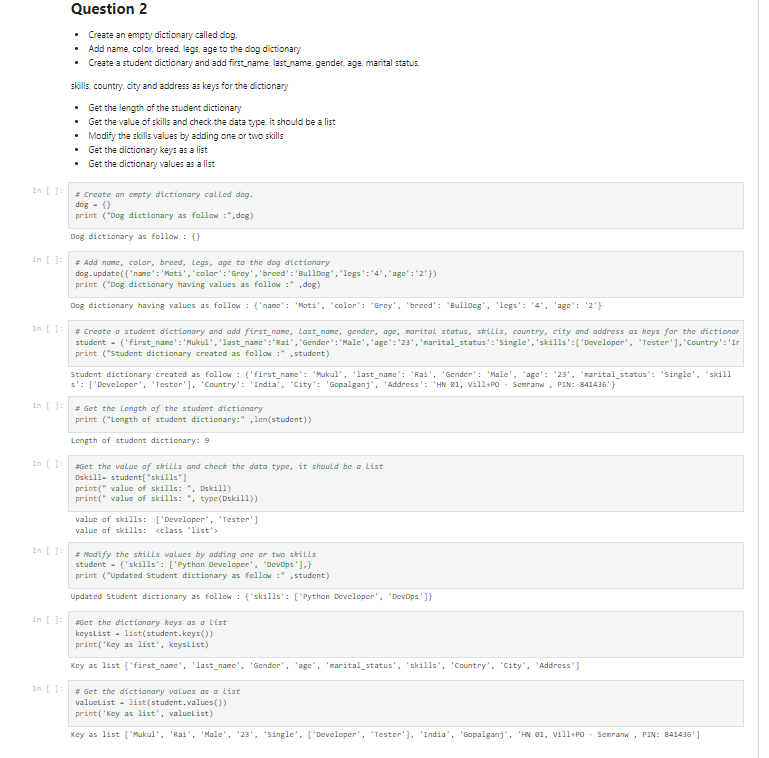 Question 2
• Create an empty dictionary called dog.
• Add name, color, breed, legs, age to the dog dictionary
• Create a student dictionary and add first_name, last_name, gender, age, marital status,
skills, country, city and address as keys for the dictionary
• Get the length of the student dictionary
• Get the value of skills and check the data type, it should be a list
• Modify the skills values by adding one or two skills
• Get the dictionary keys as a list
• Get the dictionary values as a list
In [ ]:
# Create an empty dictionary called dog.
dog = {}
print ("Dog dictionary as follow :",dog)
Dog dictionary as follow : {}
In [ ]:
# Add name, color, breed, legs, age to the dog dictionary
dog.update({'name':'Moti','color':'Grey','breed':'BullDog','legs':'4','age':'2'})
print ("Dog dictionary having values as follow :" ,dog)
Dog dictionary having values as follow : {'name': 'Moti', 'color': 'Grey', 'breed': 'BullDog', 'legs': '4', 'age': '2'}
In [ ]:
# Create a student dictionary and add first_name, last_name, gender, age, marital status, skills, country, city and address as keys for the dictionar
student = {'first_name':'Mukul','last_name':'Rai','Gender':'Male','age':'23','marital_status':'Single','skills':['Developer', 'Tester'],'Country':'Ir
print ("Student dictionary created as follow :" ,student)
Student dictionary created as follow : {'first_name': 'Mukul', 'last_name': 'Rai', 'Gender': 'Male', 'age': '23', 'marital_status': 'Single', 'skill
s': ['Developer', 'Tester'], 'Country': 'India', 'City': 'Gopalganj', 'Address': 'HN 01, Vill+PO - Semranw , PIN: 841436'}
In [ ]:
# Get the length of the student dictionary
print ("Length of student dictionary:" ,len(student))
Length of student dictionary: 9
In [ ]:
#Get the value of skills and check the data type, it should be a list
Dskill= student["skills"]
print(" value of skills: ", Dskill)
print(" value of skills: ", type(Dskill))
value of skills:  ['Developer', 'Tester']
value of skills:  <class 'list'>
In [ ]:
# Modify the skills values by adding one or two skills
student = {'skills': ['Python Developer', 'DevOps'],}
print ("Updated Student dictionary as follow :" ,student)
Updated Student dictionary as follow : {'skills': ['Python Developer', 'DevOps']}
In [ ]:
#Get the dictionary keys as a list
keysList = list(student.keys())
print('Key as list', keysList)
Key as list ['first_name', 'last_name', 'Gender', 'age', 'marital_status', 'skills', 'Country', 'City', 'Address']
In [ ]:
# Get the dictionary values as a list
valueList = list(student.values())
print('Key as list', valueList)
Key as list ['Mukul', 'Rai', 'Male', '23', 'Single', ['Developer', 'Tester'], 'India', 'Gopalganj', 'HN 01, Vill+PO - Semranw , PIN: 841436']